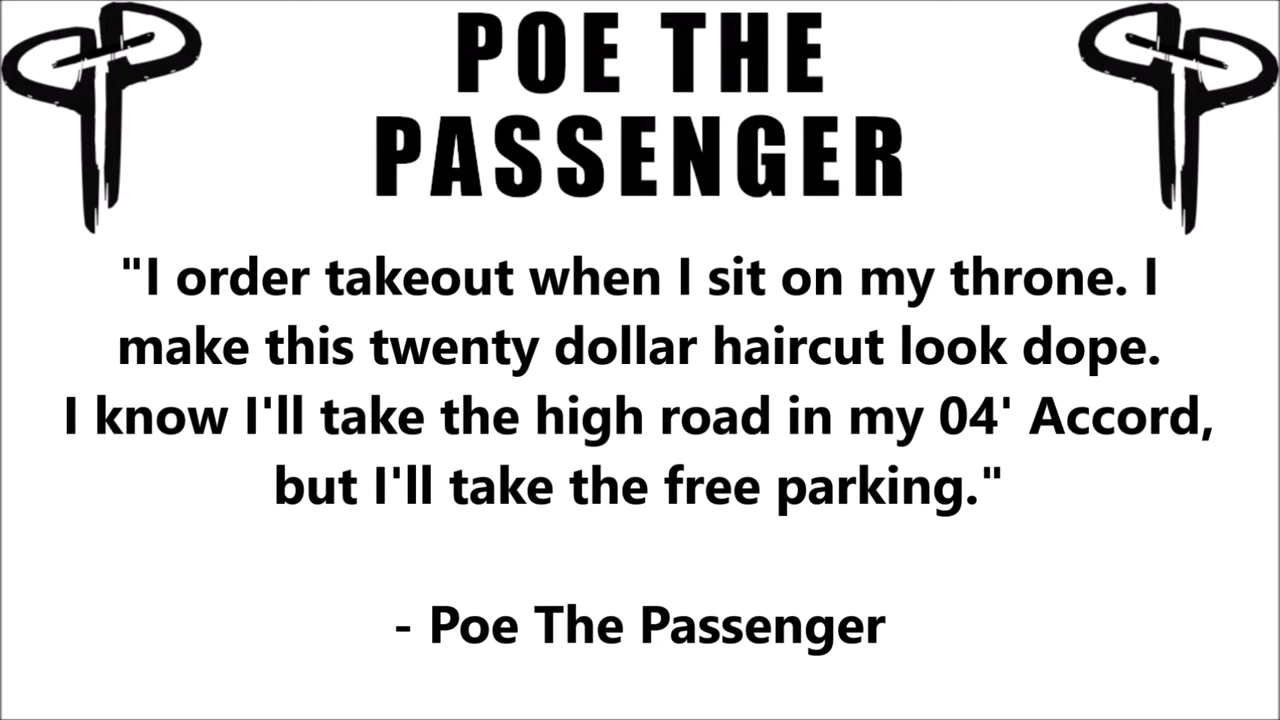 POE THE
PASSENGER
"I order takeout when I sit on my throne. I
make this twenty dollar haircut look dope.
I know I'll take the high road in my 04' Accord,
but I'll take the free parking."
- Poe The Passenger